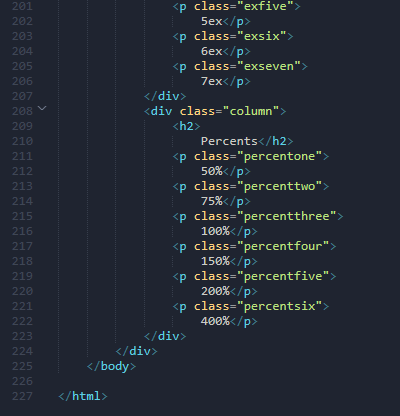 201 <p class="exfive">
202 5ex</p>
203 <p class="exsix">
204 6ex</p>
205 <p class="exseven">
206 7ex</p>
207 </div>
208 <div class="column">
209 <h2>
210 Percents</h2>
211 <p class="percentone">
212 50%</p>
213 <p class="percenttwo">
214 75%</p>
215 <p class="percentthree">
216 100%</p>
217 <p class="percentfour">
218 150%</p>
219 <p class="percentfive">
220 200%</p>
221 <p class="percentsix">
222 400%</p>
223 </div>
224 </div>
225 </body>
226
227 </html>